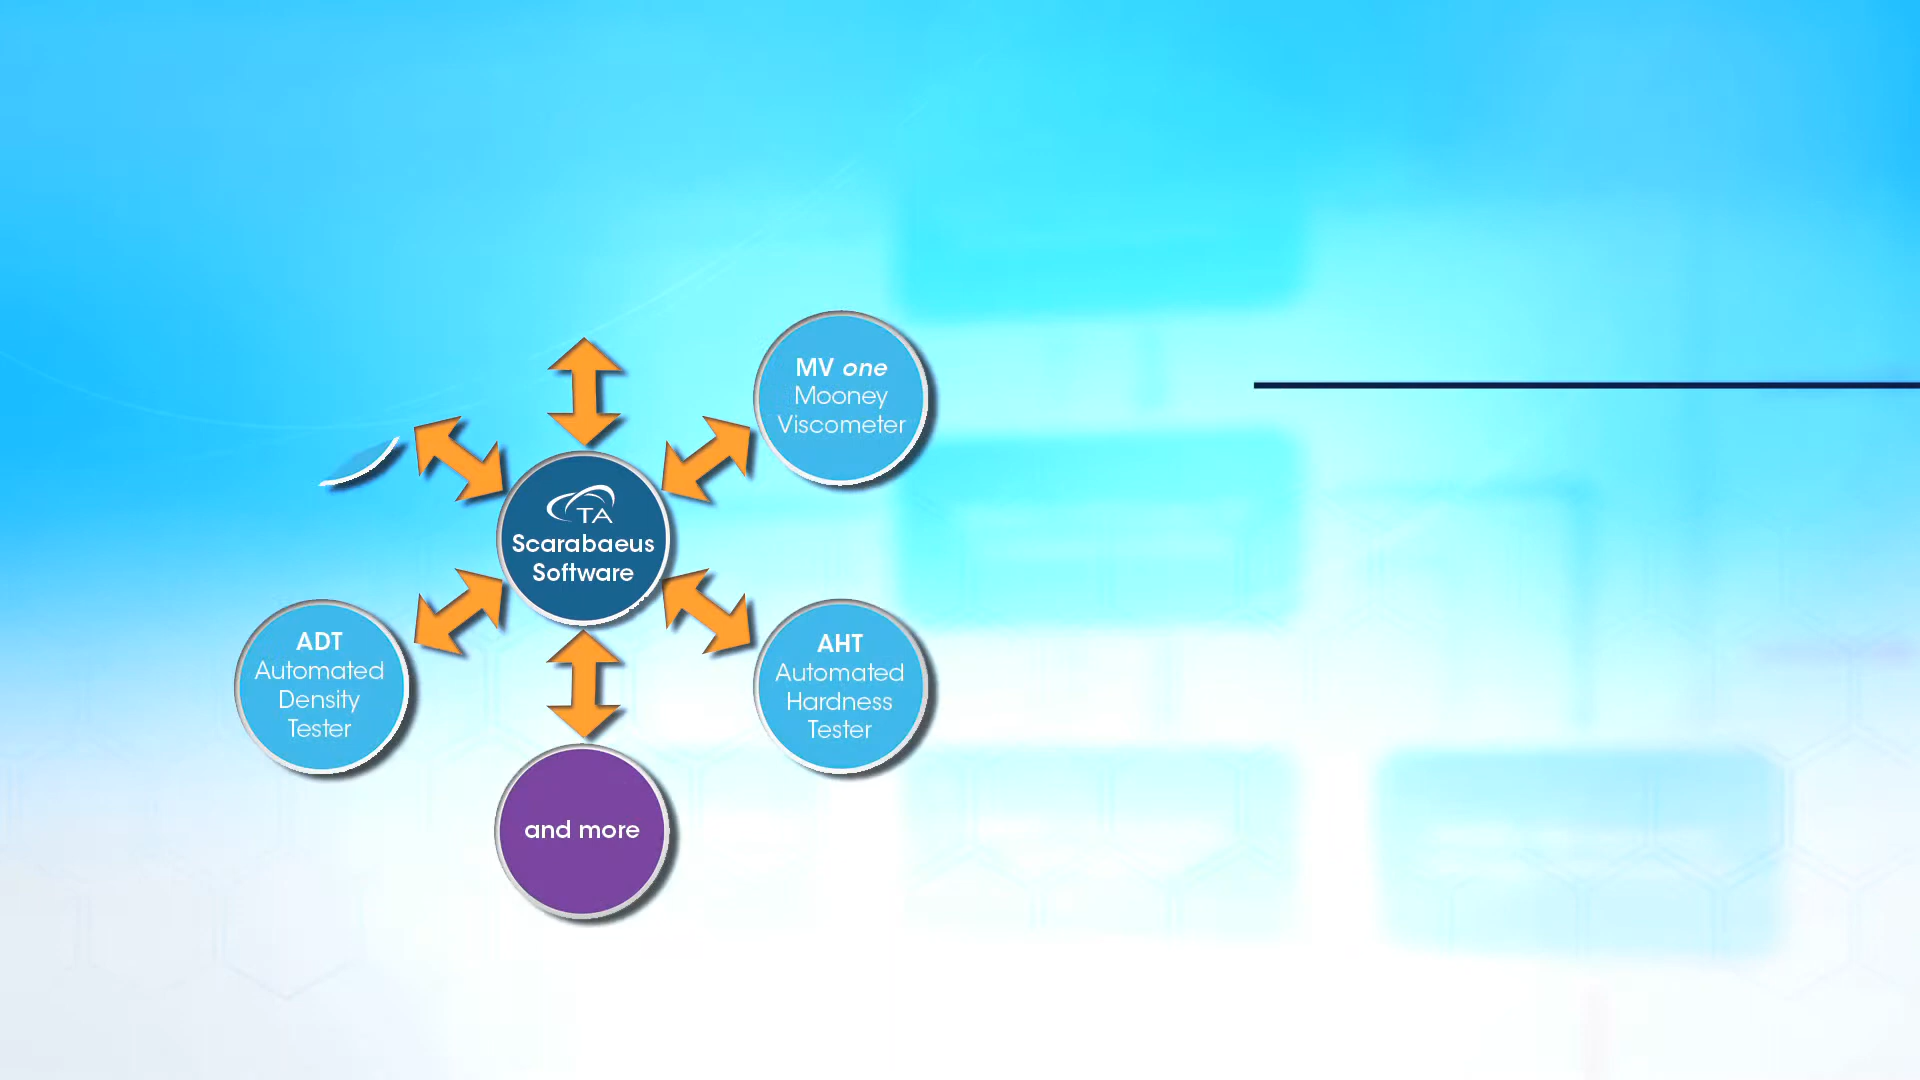 MV one
Mooney
Viscometer
TA
Scarabaeus
Software
ADT
Automated
Density
Tester
AHT
Automated
Hardness
Tester
and more